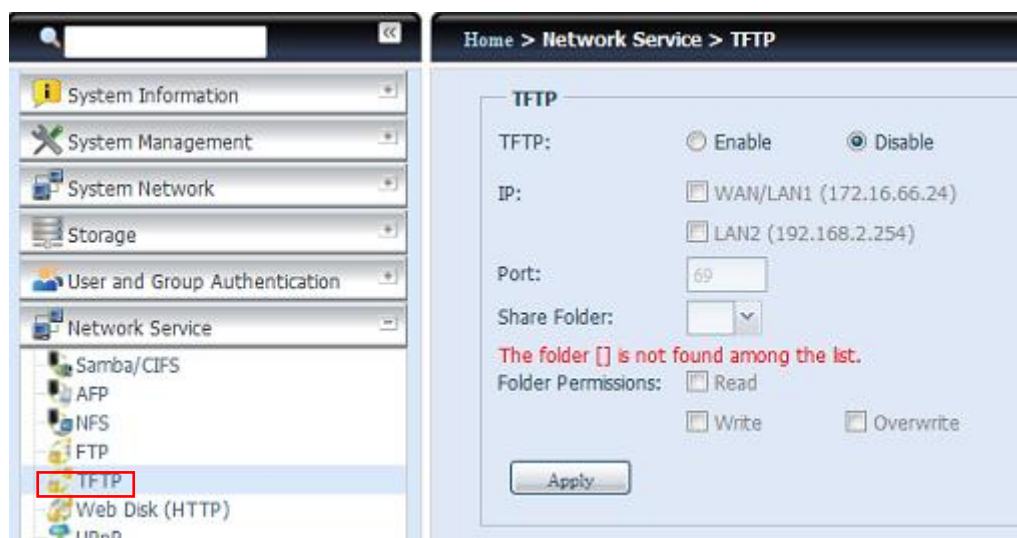 Home > Network Service > TFTP
System Information
System Management
System Network
Storage
User and Group Authentication
Network Service
Samba/CIFS
AFP
NFS
FTP
TFTP
Web Disk (HTTP)
UPnP
TFTP
TFTP: Enable Disable
IP: WAN/LAN1 (172.16.66.24)
LAN2 (192.168.2.254)
Port: 69
Share Folder:
The folder [] is not found among the list.
Folder Permissions: Read
Write Overwrite
Apply